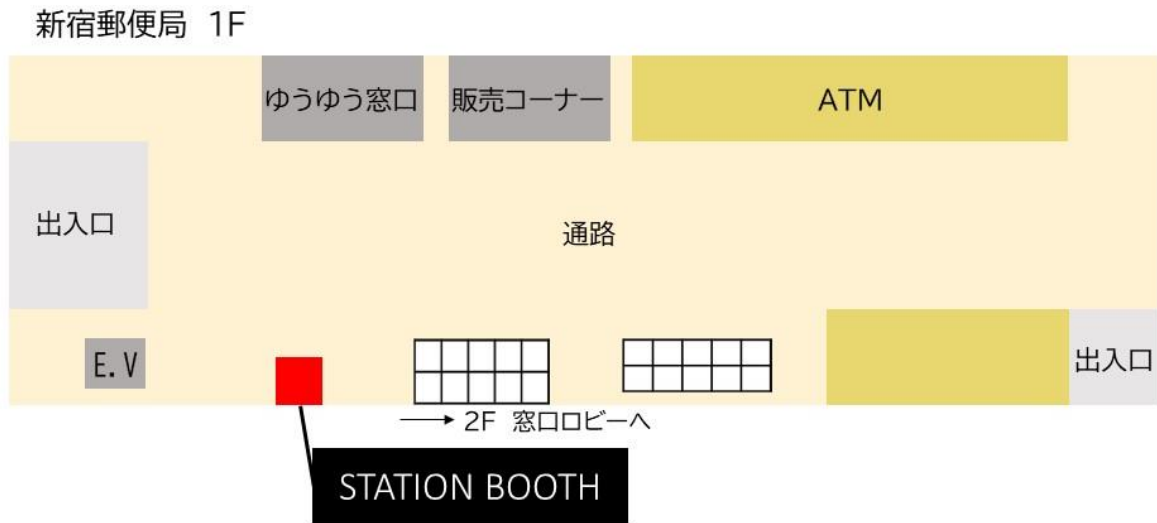 新宿郵便局 1F
ゆうゆう窓口
販売コーナー
ATM
出入口
通路
E.V
出入口
→ 2F 窓口ロビーへ
STATION BOOTH